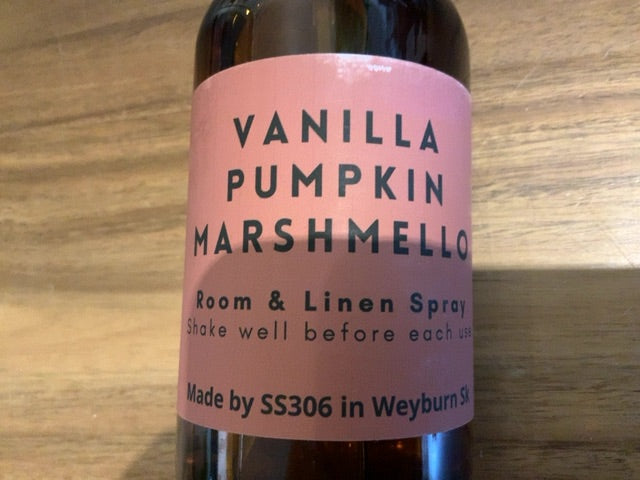 VANILLA
PUMPKIN
MARSHMELLO
Room & Linen Spray
Shake well before each use
Made by SS306 in Weyburn Sk